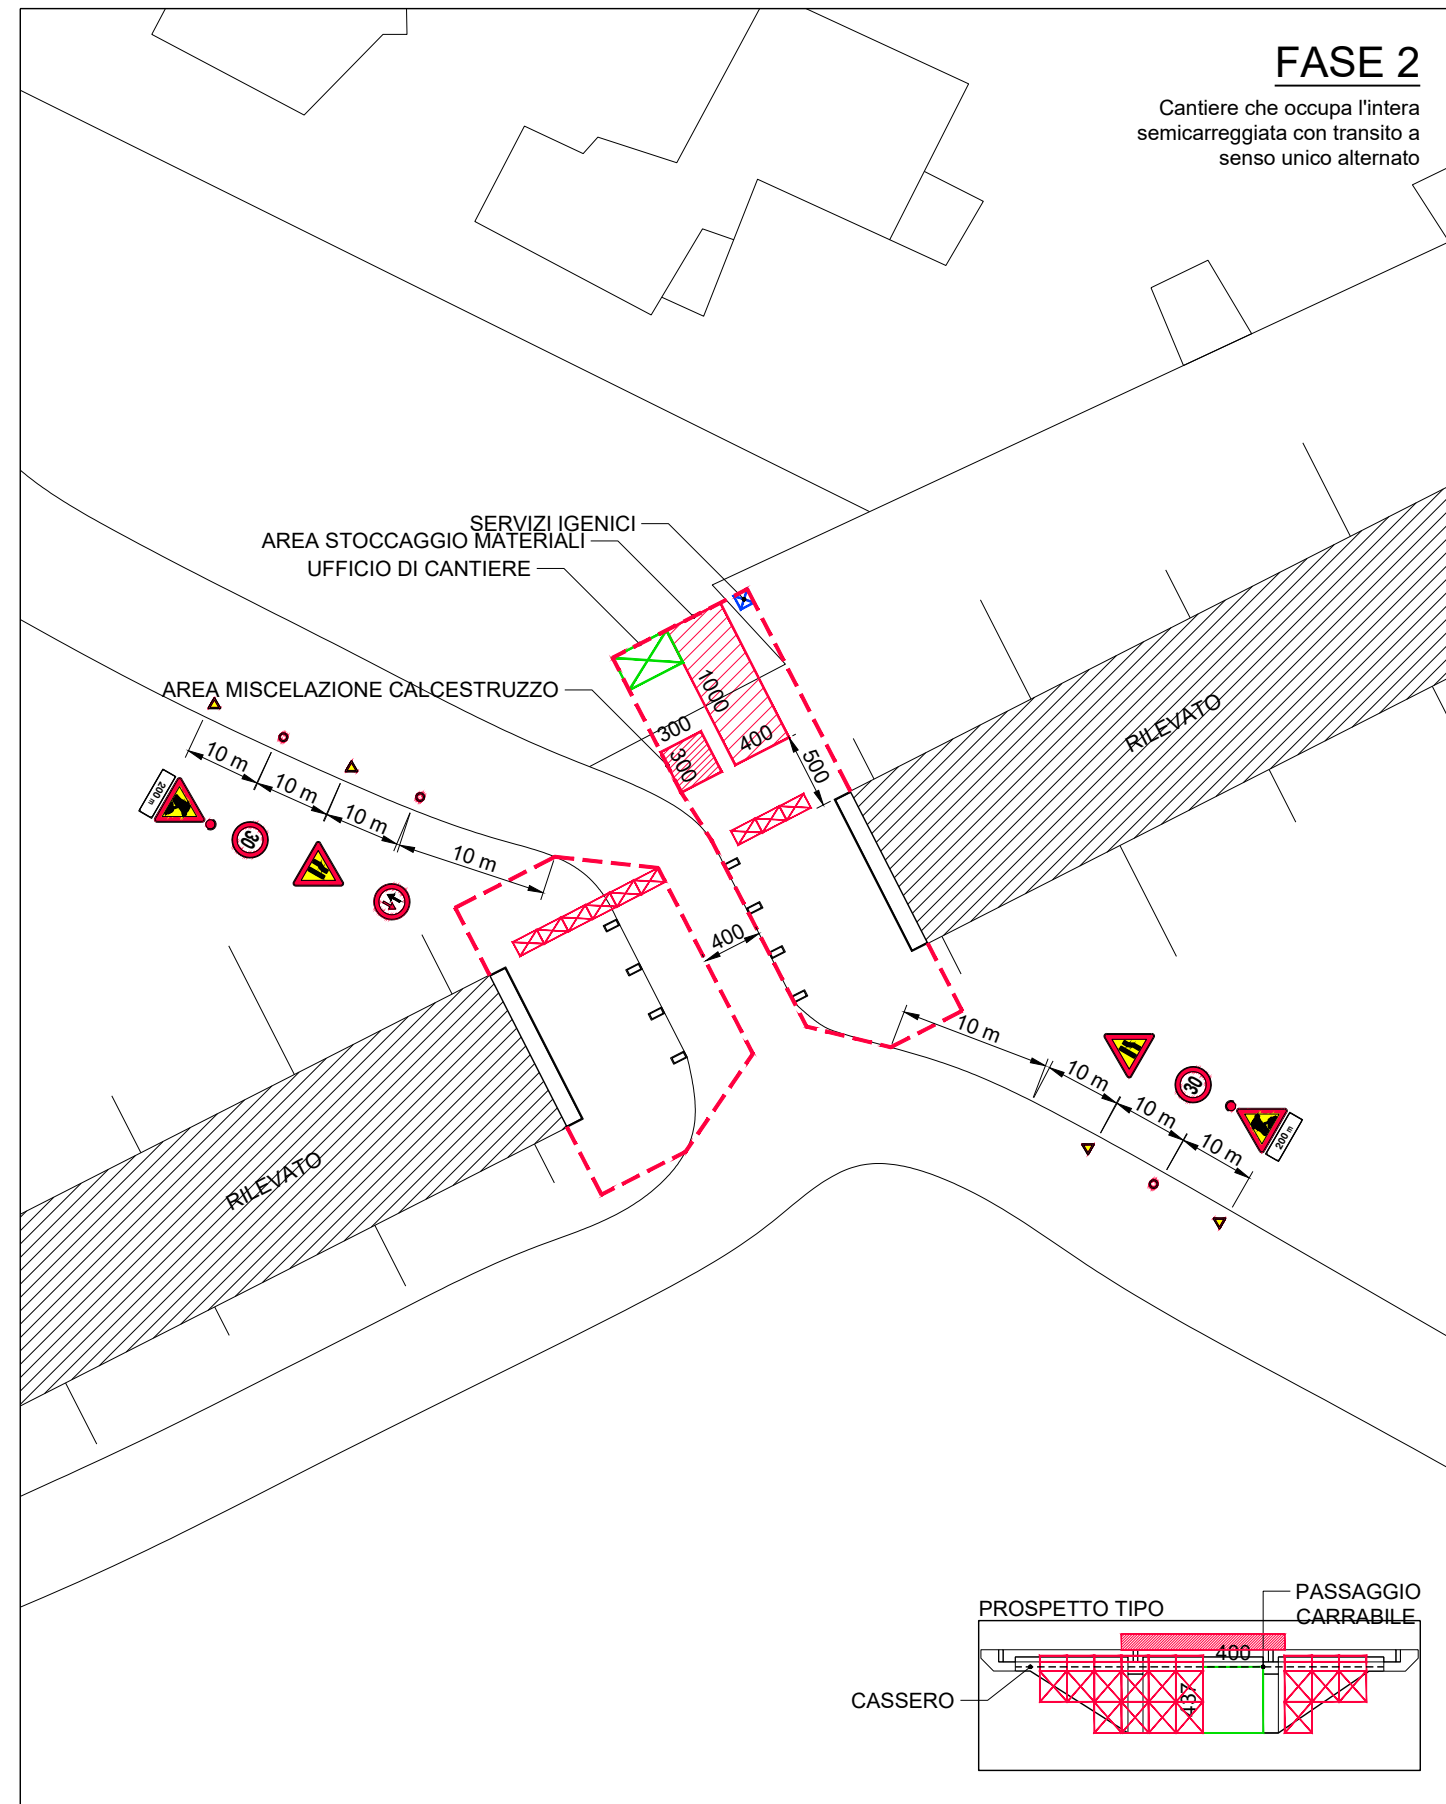 FASE 2
Cantiere che occupa l'intera
semicarreggiata con transito a
senso unico alternato
SERVIZI IGENICI
AREA STOCCAGGIO MATERIALI
UFFICIO DI CANTIERE
AREA MISCELAZIONE CALCESTRUZZO
1000
300
300
400
500
RILEVATO
10 m
10 m
10 m
10 m
200 m
30
400
10 m
10 m
10 m
10 m
30
200 m
RILEVATO
PROSPETTO TIPO
PASSAGGIO
CARRABILE
400
437
CASSERO